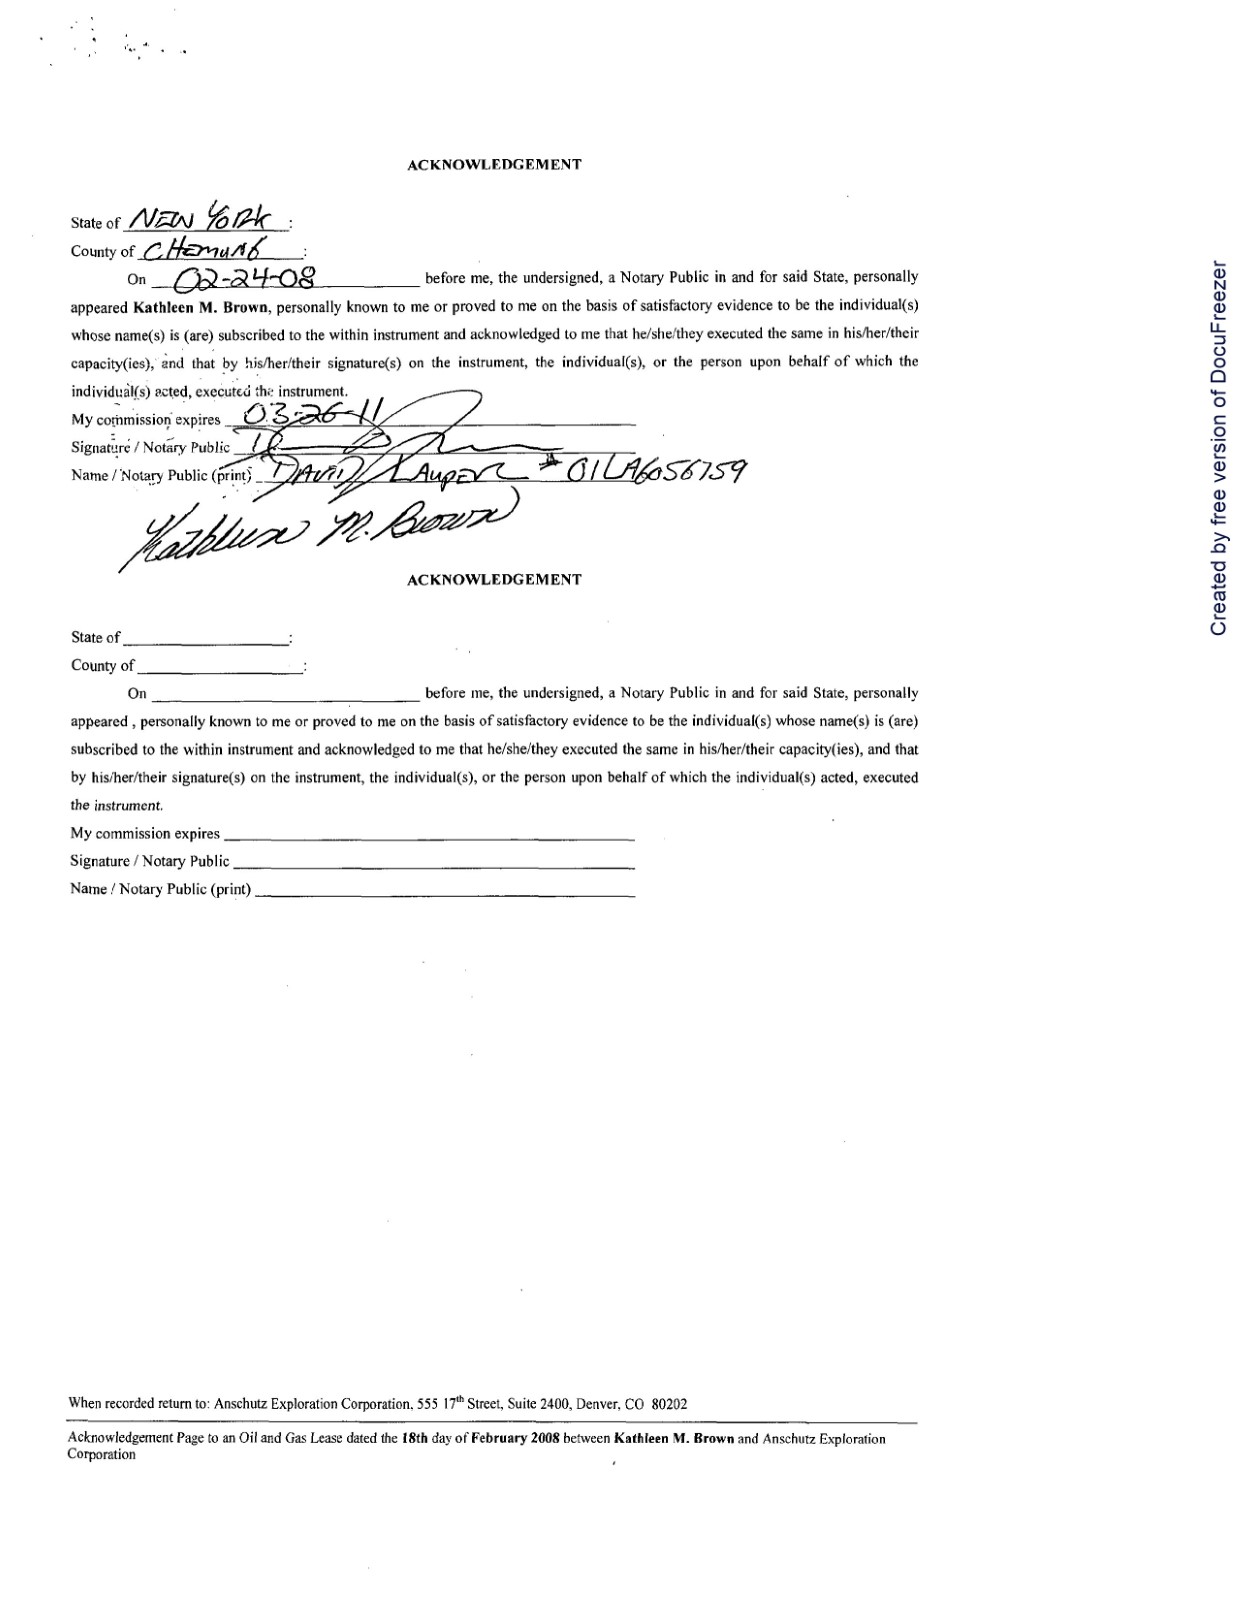 ACKNOWLEDGEMENT
State of NEW YORK :
County of CHEMUNG :
On 02-24-08 before me, the undersigned, a Notary Public in and for said State, personally
appeared Kathleen M. Brown, personally known to me or proved to me on the basis of satisfactory evidence to be the individual(s)
whose name(s) is (are) subscribed to the within instrument and acknowledged to me that he/she/they executed the same in his/her/their
capacity(ies), and that by his/her/their signature(s) on the instrument, the individual(s), or the person upon behalf of which the
individual(s) acted, executed the instrument.
My commission expires 03-26-11
Signature / Notary Public
Name / Notary Public (print) DAVID LAUPER #01LA6056759
Kathleen M. Brown
ACKNOWLEDGEMENT
State of :
County of :
On before me, the undersigned, a Notary Public in and for said State, personally
appeared , personally known to me or proved to me on the basis of satisfactory evidence to be the individual(s) whose name(s) is (are)
subscribed to the within instrument and acknowledged to me that he/she/they executed the same in his/her/their capacity(ies), and that
by his/her/their signature(s) on the instrument, the individual(s), or the person upon behalf of which the individual(s) acted, executed
the instrument.
My commission expires
Signature / Notary Public
Name / Notary Public (print)
When recorded return to: Anschutz Exploration Corporation, 555 17th Street, Suite 2400, Denver, CO 80202
Acknowledgement Page to an Oil and Gas Lease dated the 18th day of February 2008 between Kathleen M. Brown and Anschutz Exploration
Corporation
Created by free version of DocuFreezer